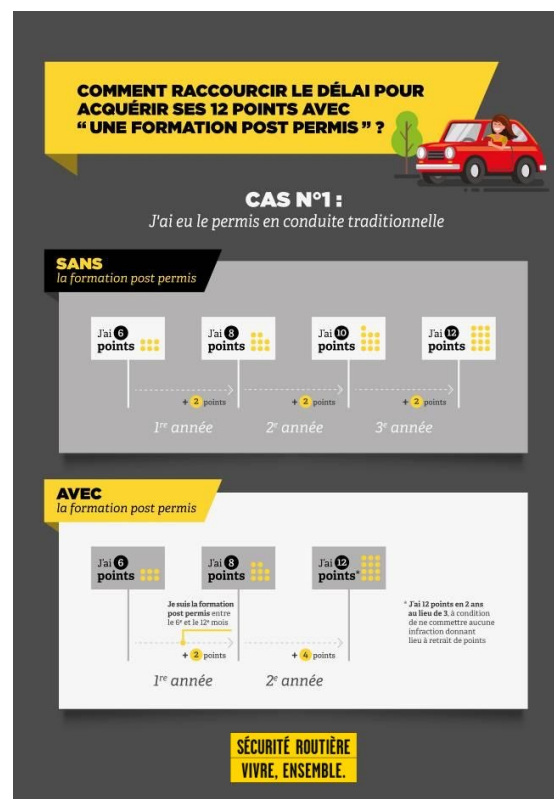 COMMENT RACCOURCIR LE DÉLAI POUR
ACQUÉRIR SES 12 POINTS AVEC
“ UNE FORMATION POST PERMIS ” ?
CAS N°1 :
J'ai eu le permis en conduite traditionnelle
SANS
la formation post permis
J'ai 6
points
J'ai 8
points
J'ai 10
points
J'ai 12
points
+ 2 points
+ 2 points
+ 2 points
1re année
2e année
3e année
AVEC
la formation post permis
J'ai 6
points
J'ai 8
points
J'ai 12
points*
Je suis la formation
post permis entre
le 6e et le 12e mois
* J'ai 12 points en 2 ans
au lieu de 3, à condition
de ne commettre aucune
infraction donnant
lieu à retrait de points
+ 2 points
+ 4 points
1re année
2e année
SÉCURITÉ ROUTIÈRE
VIVRE, ENSEMBLE.